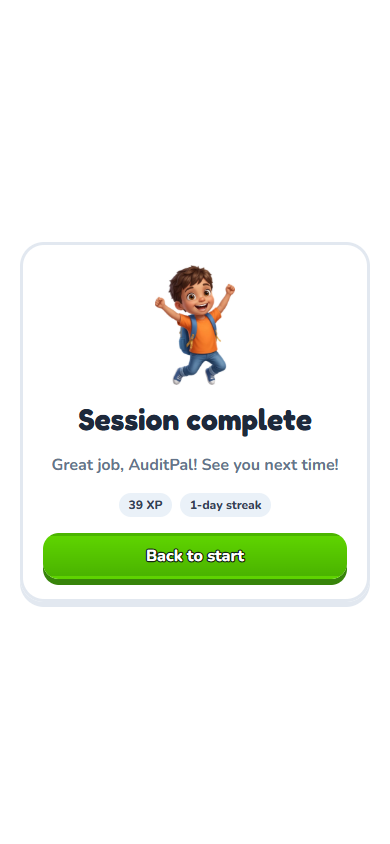 Session complete
Great job, AuditPal! See you next time!
39 XP
1-day streak
Back to start